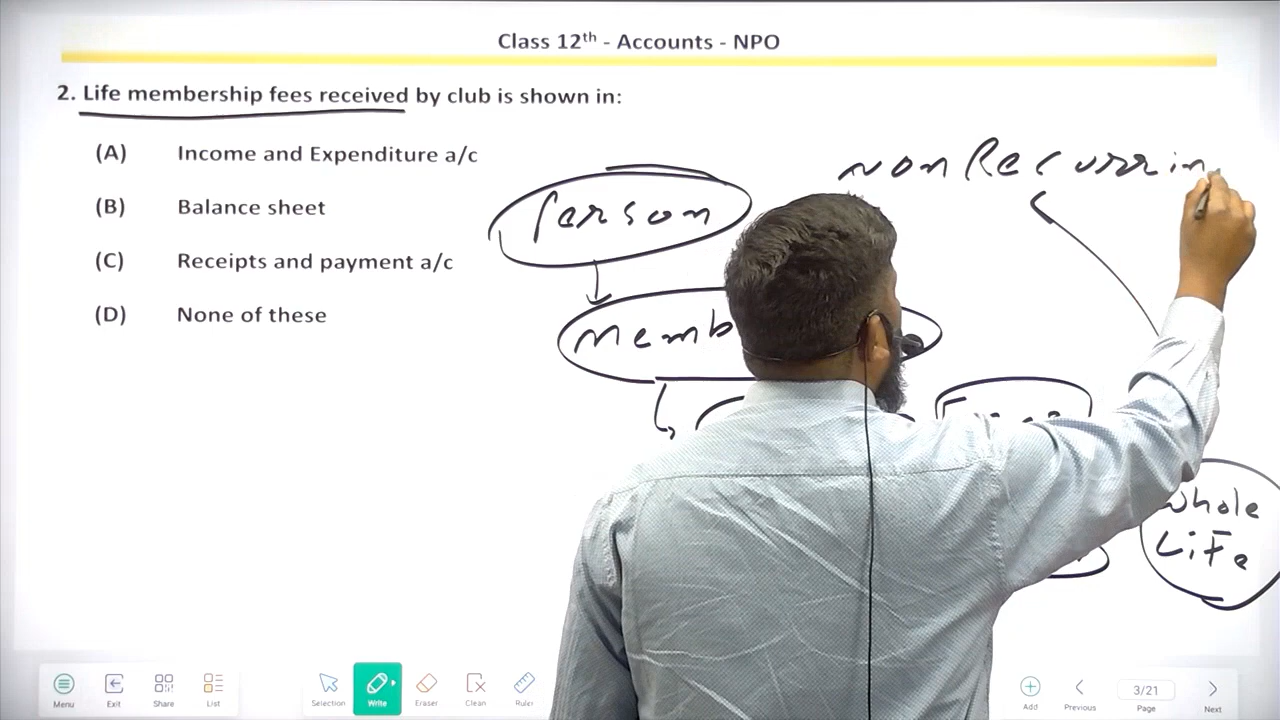 Class 12th - Accounts - NPO
2. Life membership fees received by club is shown in:
(A) Income and Expenditure a/c
(B) Balance sheet
(C) Receipts and payment a/c
(D) None of these
Person
non Recurrin
memb
whole
Life
Menu
Exit
Share
List
Selection
Write
Eraser
Clean
Ruler
Add
Previous
3/21
Page
Next